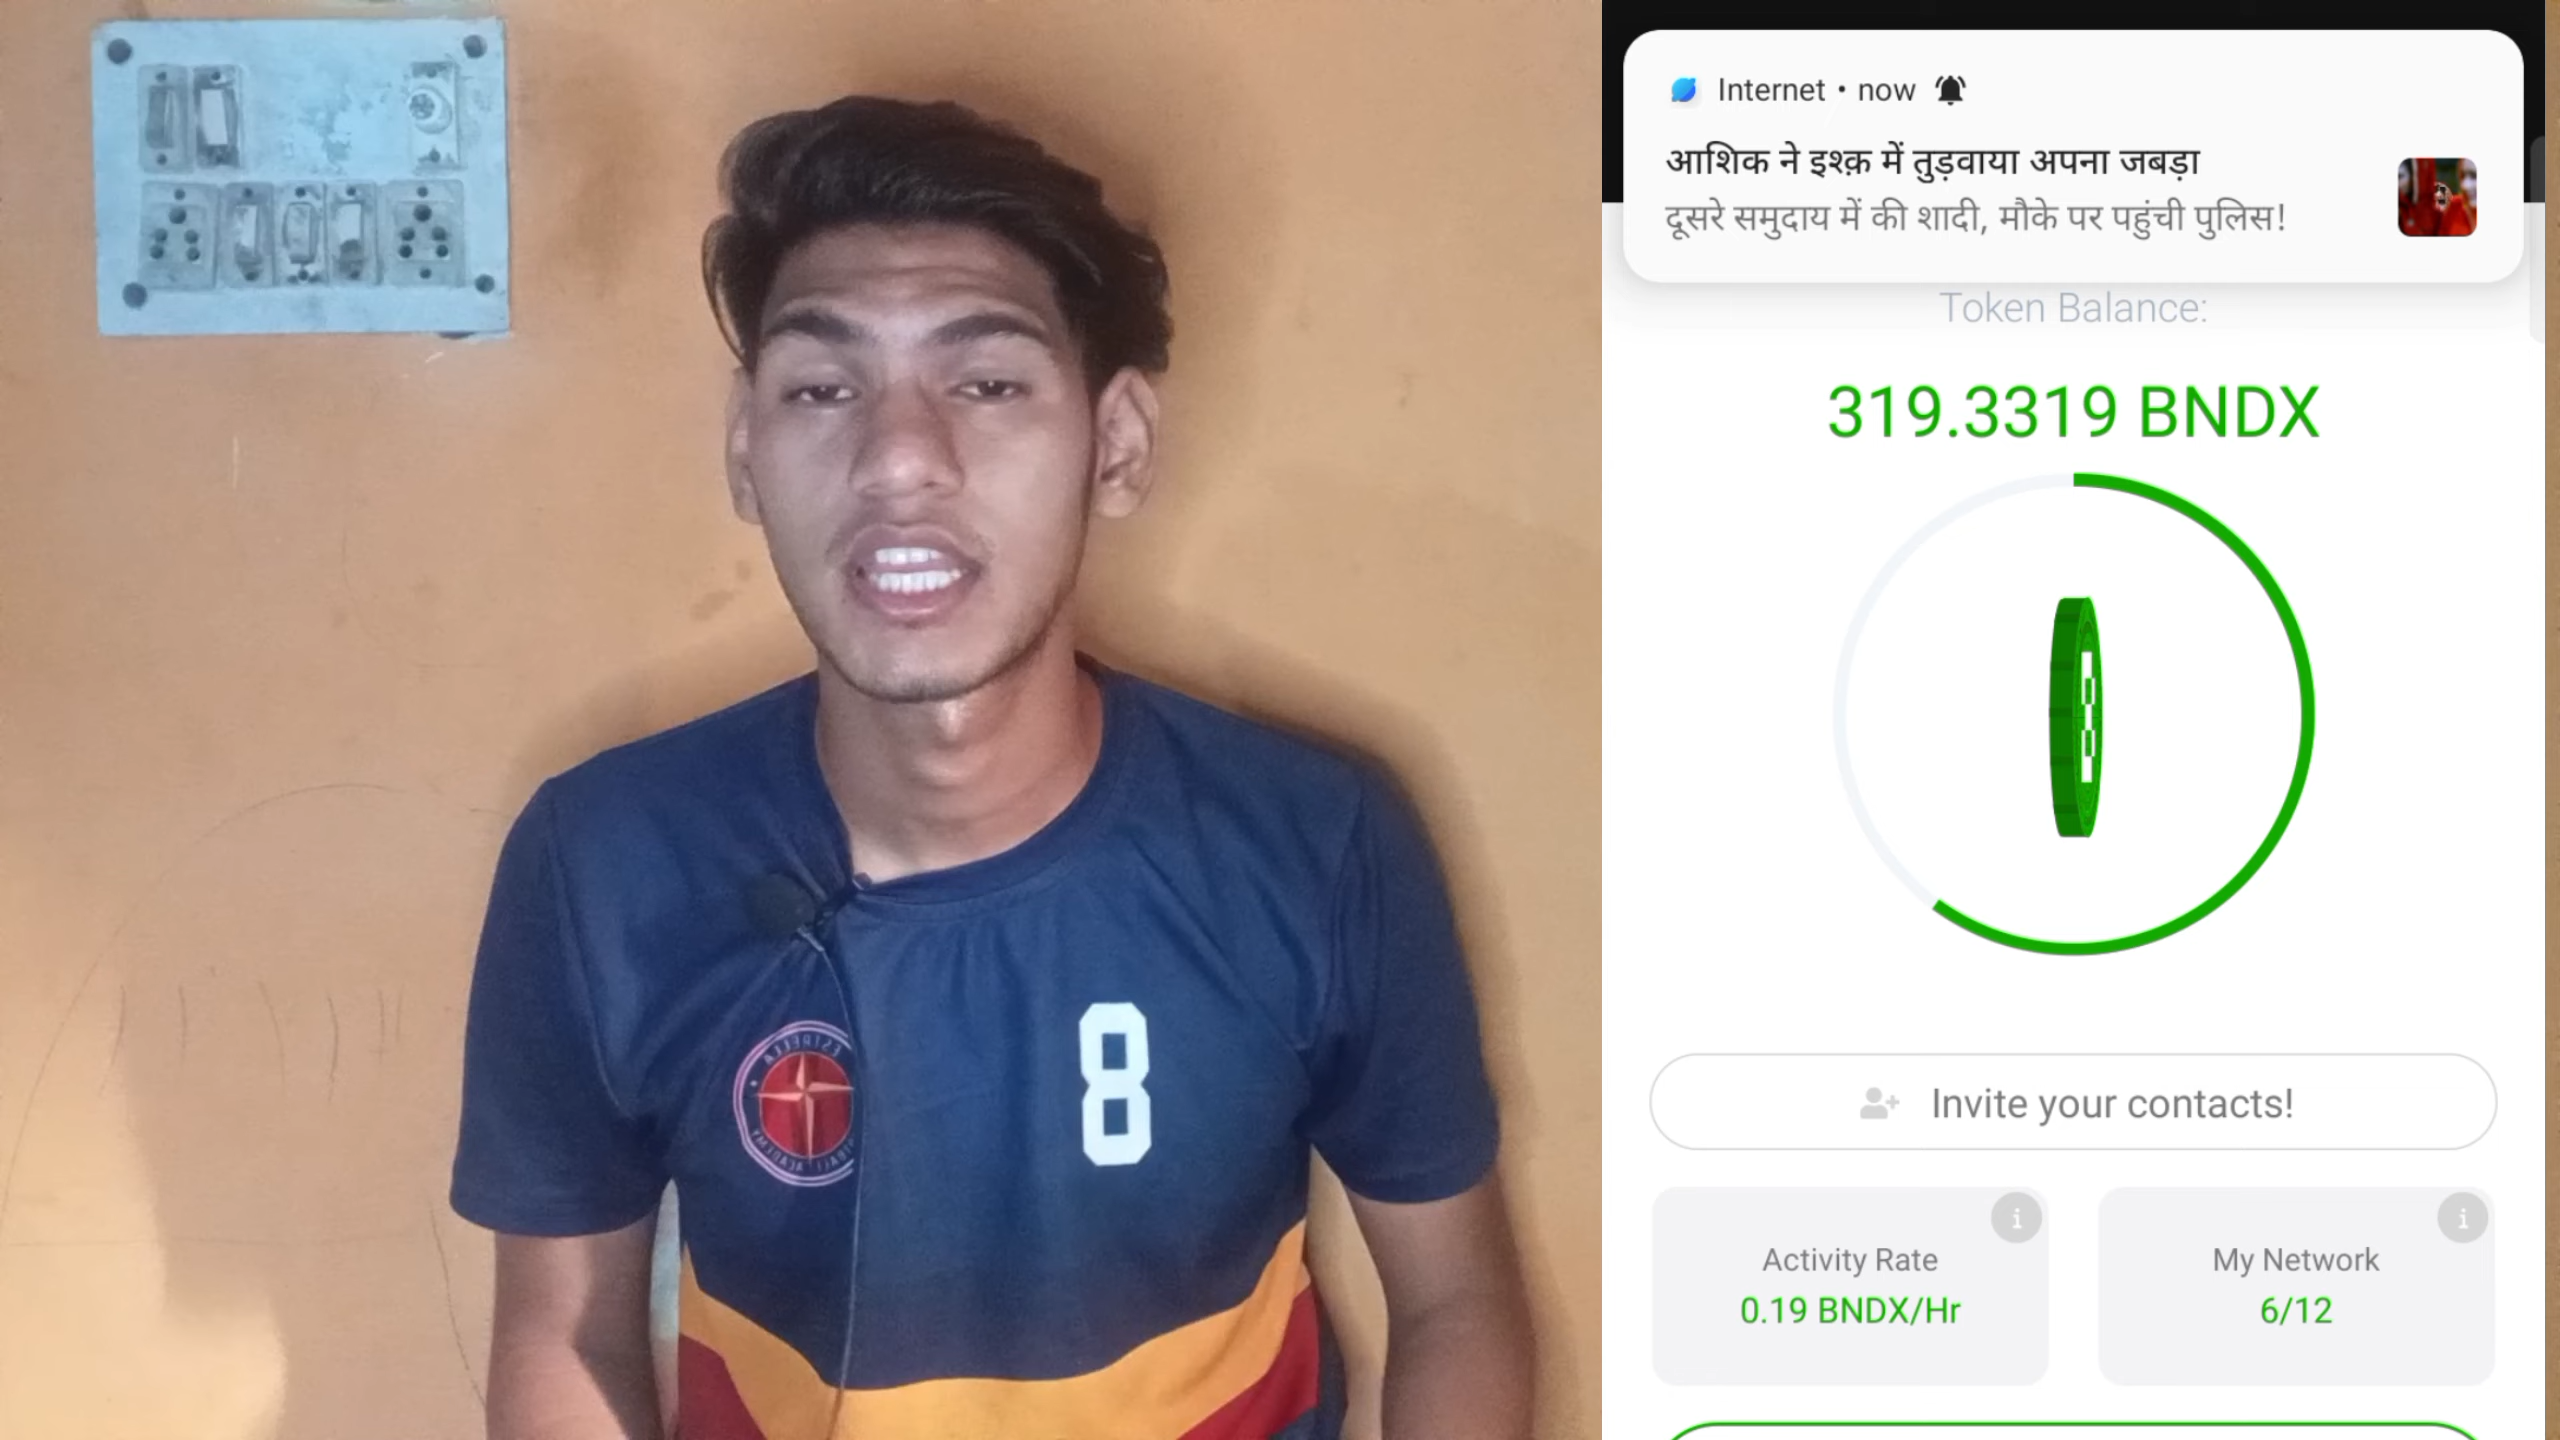 ESTRELLA
8
Internet • now
आशिक ने इश्क़ में तुड़वाया अपना जबड़ा
दूसरे समुदाय में की शादी, मौके पर पहुंची पुलिस!
Token Balance:
319.3319 BNDX
Invite your contacts!
Activity Rate
0.19 BNDX/Hr
My Network
6/12